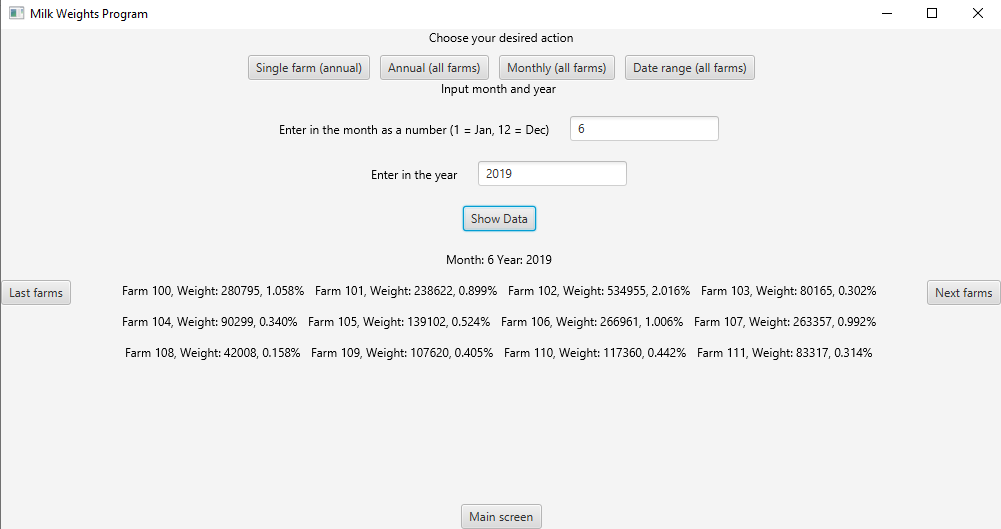 Milk Weights Program
Choose your desired action
Single farm (annual) Annual (all farms) Monthly (all farms) Date range (all farms)
Input month and year
Enter in the month as a number (1 = Jan, 12 = Dec) 6
Enter in the year 2019
Show Data
Month: 6 Year: 2019
Last farms Farm 100, Weight: 280795, 1.058% Farm 101, Weight: 238622, 0.899% Farm 102, Weight: 534955, 2.016% Farm 103, Weight: 80165, 0.302% Next farms
Farm 104, Weight: 90299, 0.340% Farm 105, Weight: 139102, 0.524% Farm 106, Weight: 266961, 1.006% Farm 107, Weight: 263357, 0.992%
Farm 108, Weight: 42008, 0.158% Farm 109, Weight: 107620, 0.405% Farm 110, Weight: 117360, 0.442% Farm 111, Weight: 83317, 0.314%
Main screen